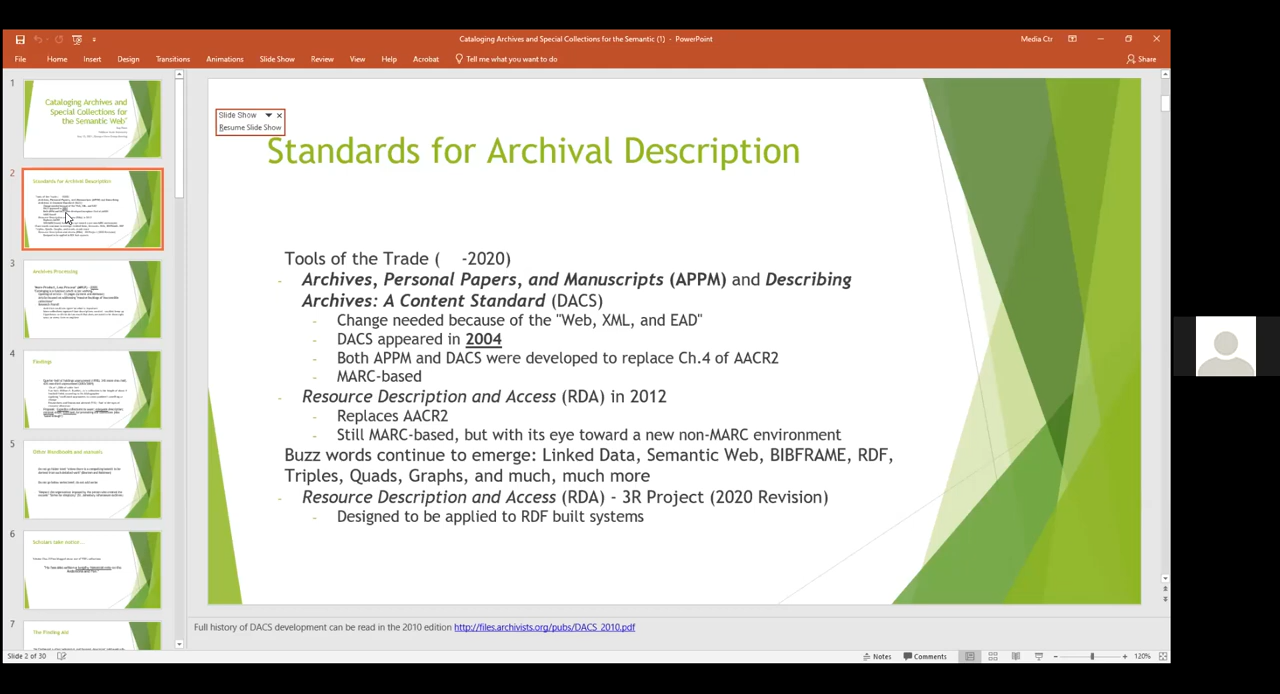 Cataloging Archives and Special Collections for the Semantic (1) - PowerPoint
Media Ctr
File Home Insert Design Transitions Animations Slide Show Review View Help Acrobat Tell me what you want to do
Share
1
Cataloging Archives and
Special Collections for
the Semantic Web"
2
Standards for Archival Description
3
Archives Processing
4
Findings
5
Other Handbooks and manuals
6
Scholars take notice...
7
The Finding aid
Slide Show
Resume Slide Show
Standards for Archival Description
Tools of the Trade ( -2020)
- Archives, Personal Papers, and Manuscripts (APPM) and Describing
Archives: A Content Standard (DACS)
- Change needed because of the "Web, XML, and EAD"
- DACS appeared in 2004
- Both APPM and DACS were developed to replace Ch.4 of AACR2
- MARC-based
- Resource Description and Access (RDA) in 2012
- Replaces AACR2
- Still MARC-based, but with its eye toward a new non-MARC environment
Buzz words continue to emerge: Linked Data, Semantic Web, BIBFRAME, RDF,
Triples, Quads, Graphs, and much, much more
- Resource Description and Access (RDA) - 3R Project (2020 Revision)
- Designed to be applied to RDF built systems
Full history of DACS development can be read in the 2010 edition http://files.archivists.org/pubs/DACS_2010.pdf
Slide 2 of 30
Notes
Comments
120%